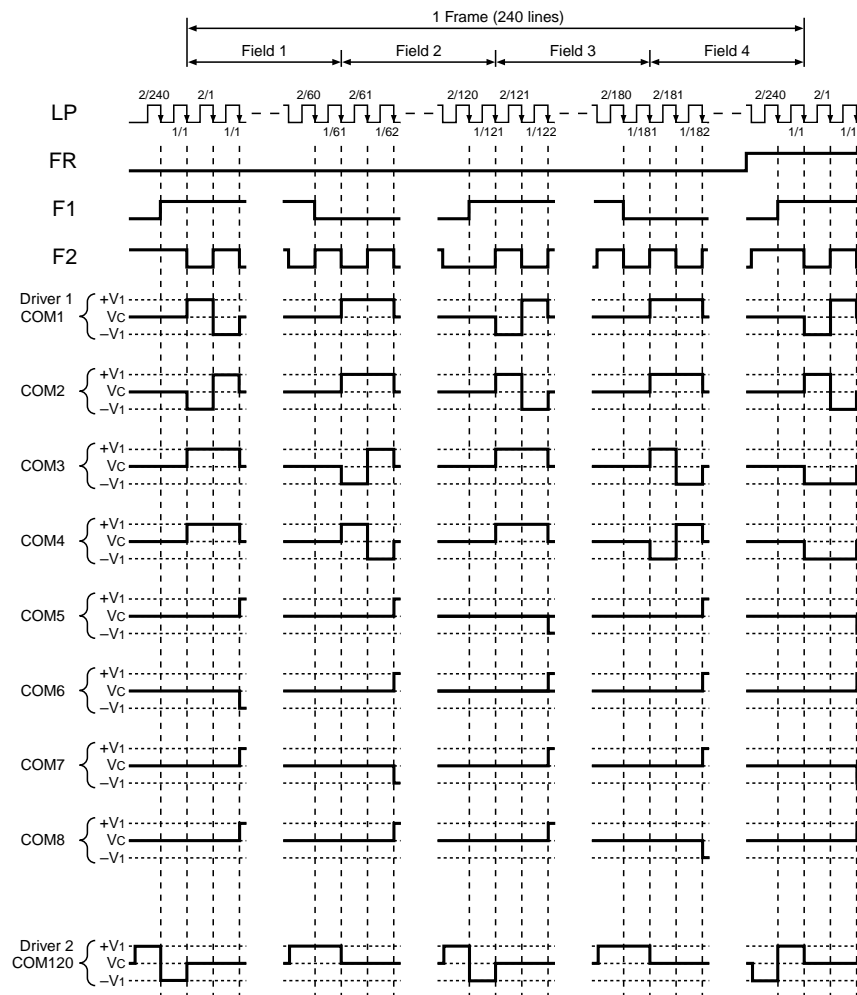 1 Frame (240 lines)
Field 1 Field 2 Field 3 Field 4
2/240 2/1 2/60 2/61 2/120 2/121 2/180 2/181 2/240 2/1
LP
1/1 1/1 1/61 1/62 1/121 1/122 1/181 1/182 1/1 1/1
FR
F1
F2
Driver 1 +V1
COM1 VC
–V1
+V1
COM2 VC
–V1
+V1
COM3 VC
–V1
+V1
COM4 VC
–V1
+V1
COM5 VC
–V1
+V1
COM6 VC
–V1
+V1
COM7 VC
–V1
+V1
COM8 VC
–V1
Driver 2 +V1
COM120 VC
–V1